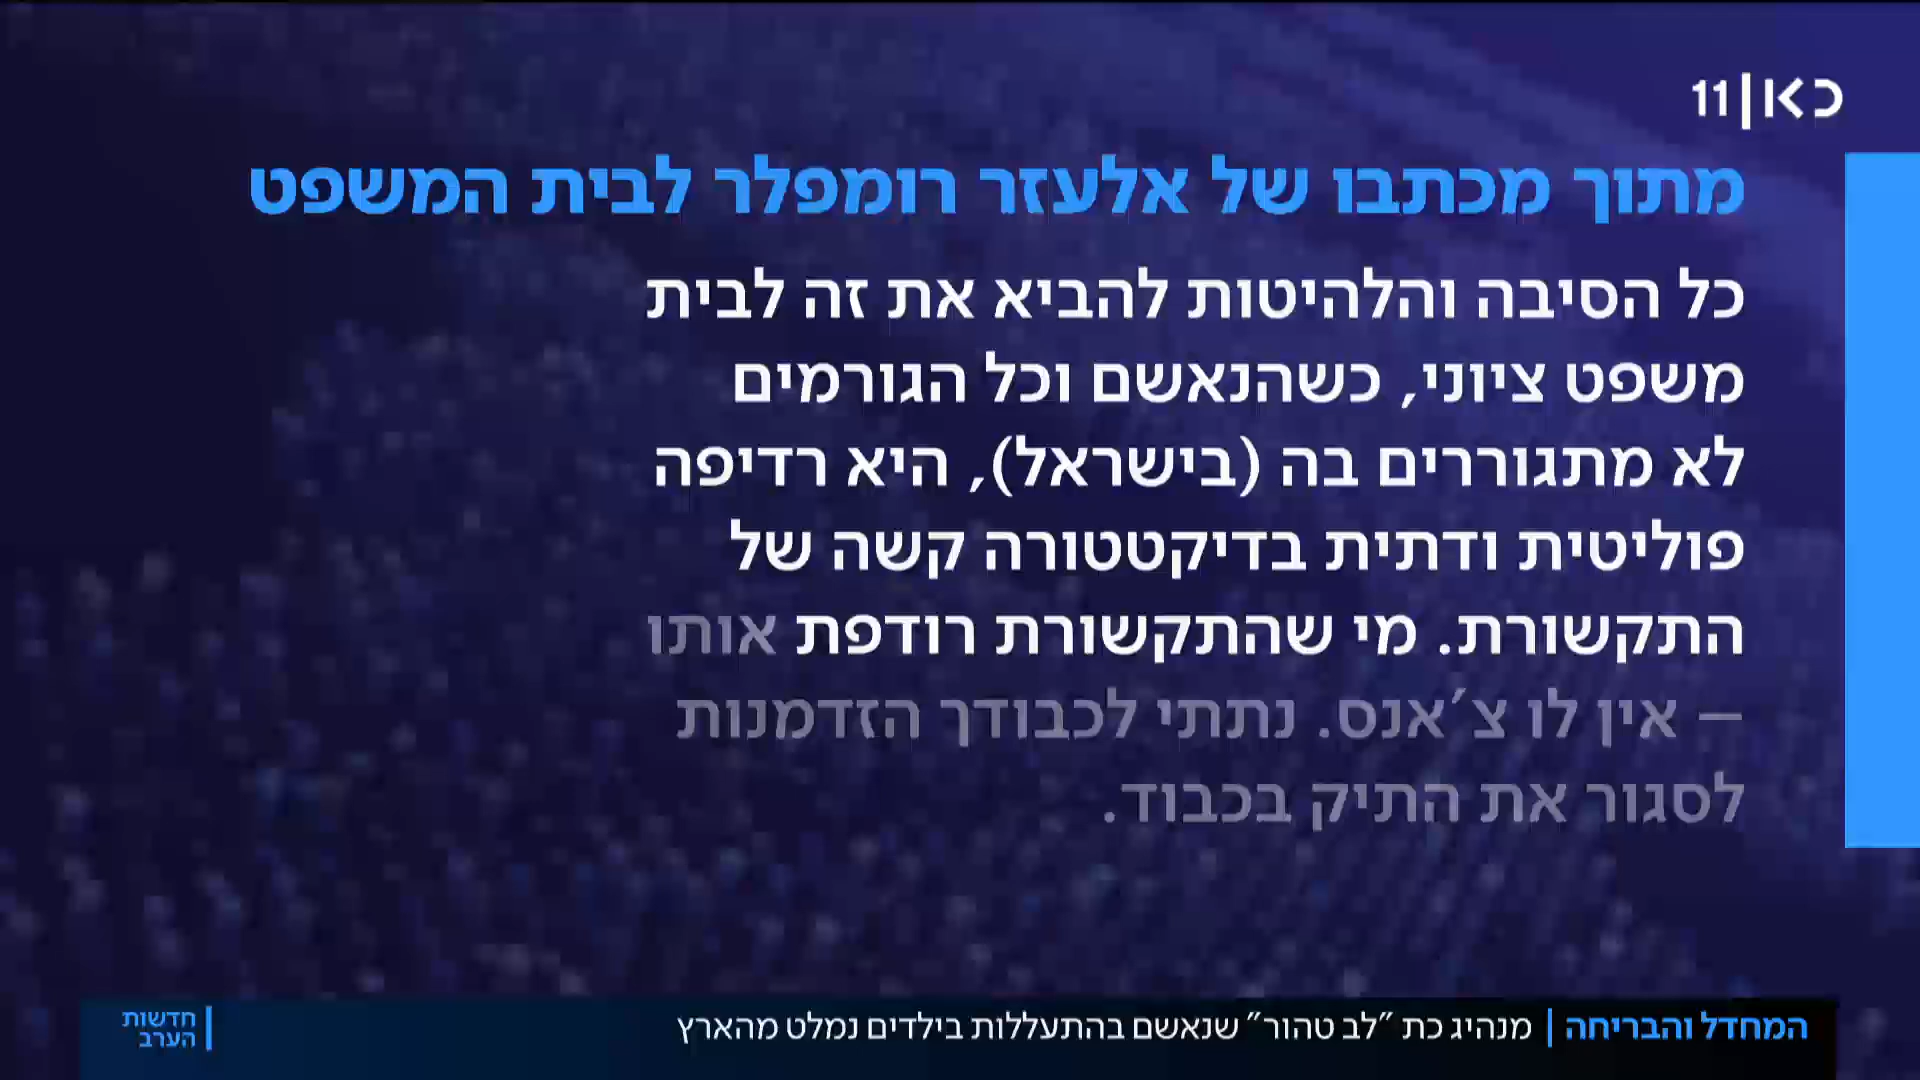 כאן|11
מתוך מכתבו של אלעזר רומפלר לבית המשפט
כל הסיבה והלהיטות להביא את זה לבית
משפט ציוני, כשהנאשם וכל הגורמים
לא מתגוררים בה (בישראל), היא רדיפה
פוליטית ודתית בדיקטטורה קשה של
התקשורת. מי שהתקשורת רודפת אותו
– אין לו צ'אנס. נתתי לכבודך הזדמנות
לסגור את התיק בכבוד.
המחדל והבריחה | מנהיג כת "לב טהור" שנאשם בהתעללות בילדים נמלט מהארץ
חדשות
הערב